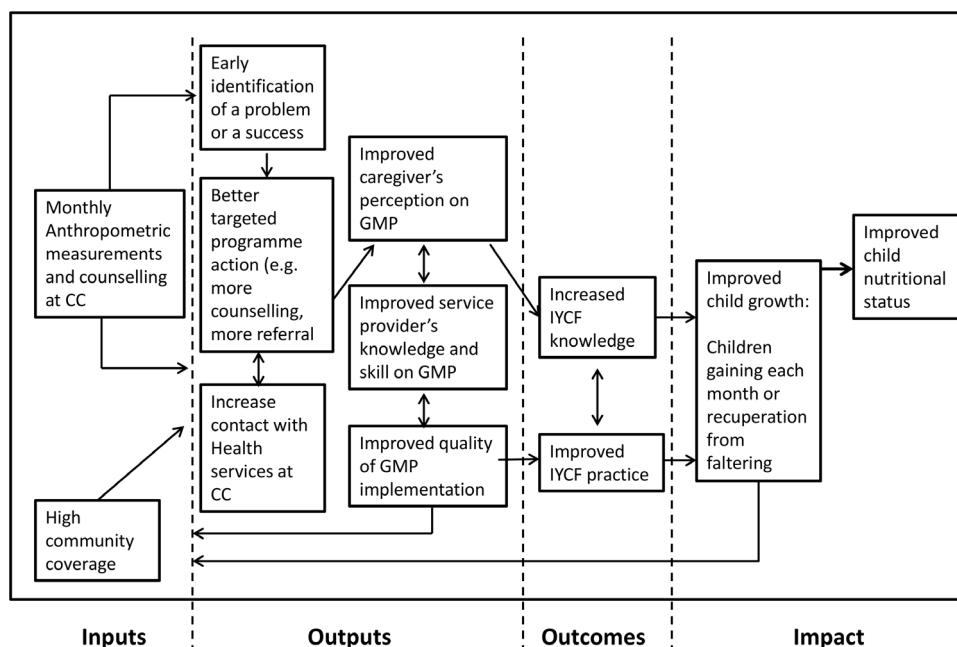 Monthly
Anthropometric
measurements
and counselling
at CC
High
community
coverage
Early
identification
of a problem
or a success
Better
targeted
programme
action (e.g.
more
counselling,
more referral
Increase
contact with
Health
services at
CC
Improved
caregiver's
perception on
GMP
Improved service
provider's
knowledge and
skill on GMP
Improved quality
of GMP
implementation
Increased
IYCF
knowledge
Improved
IYCF practice
Improved
child growth:
Children
gaining each
month or
recuperation
from
faltering
Improved
child
nutritional
status
Inputs
Outputs
Outcomes
Impact